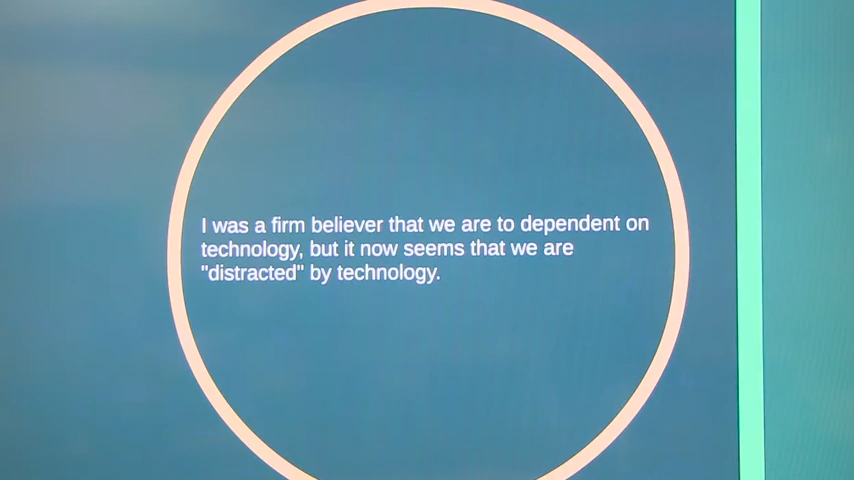 I was a firm believer that we are to dependent on
technology, but it now seems that we are
"distracted" by technology.